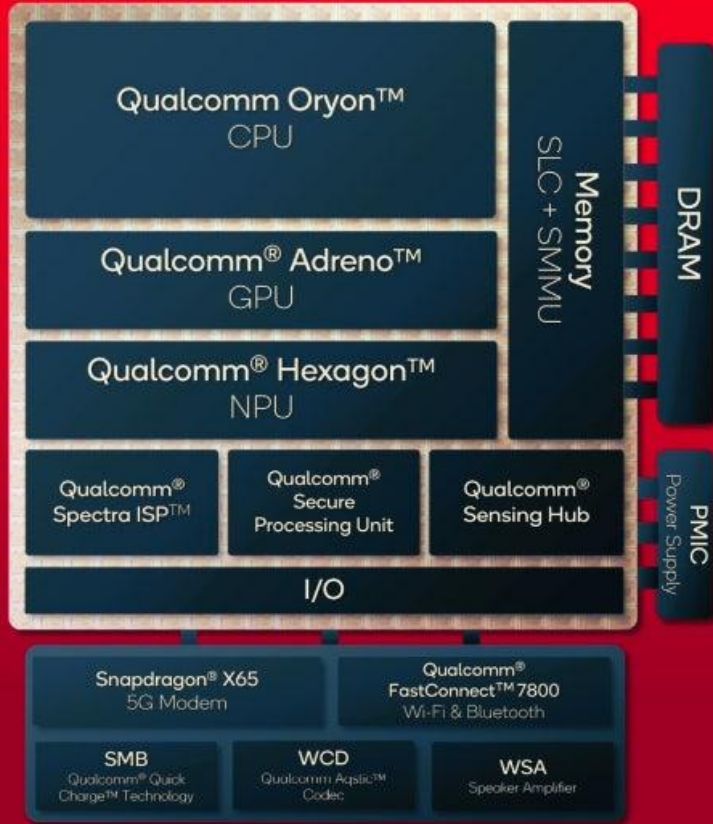 Qualcomm Oryon™
CPU
Memory
SLC + SMMU
DRAM
Qualcomm® Adreno™
GPU
Qualcomm® Hexagon™
NPU
Qualcomm®
Spectra ISP™
Qualcomm®
Secure
Processing Unit
Qualcomm®
Sensing Hub
PMIC
Power Supply
I/O
Snapdragon® X65
5G Modem
Qualcomm®
FastConnect™ 7800
Wi-Fi & Bluetooth
SMB
Qualcomm® Quick
Charge™ Technology
WCD
Qualcomm Aqstic™
Codec
WSA
Speaker Amplifier